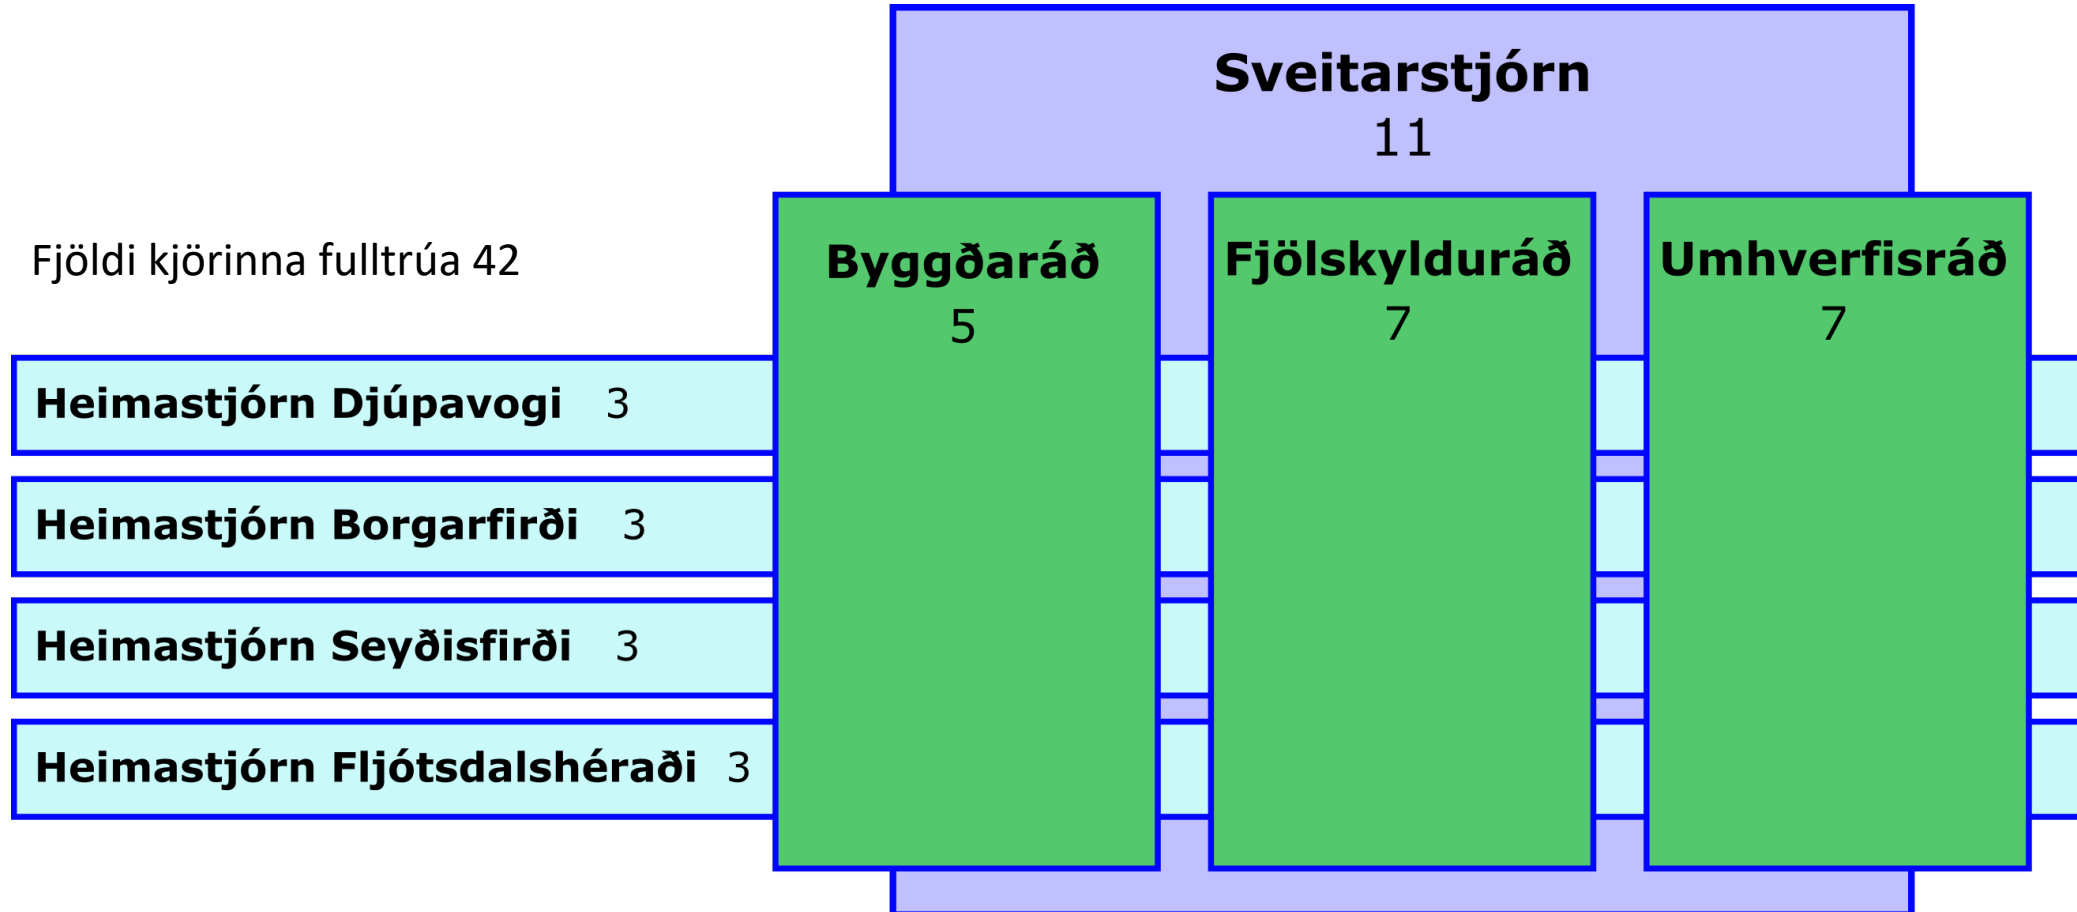 Sveitarstjórn
11
Fjöldi kjörinna fulltrúa 42
Byggðaráð
5
Fjölskylduráð
7
Umhverfisráð
7
Heimastjórn Djúpavogi 3
Heimastjórn Borgarfirði 3
Heimastjórn Seyðisfirði 3
Heimastjórn Fljótsdalshéraði 3